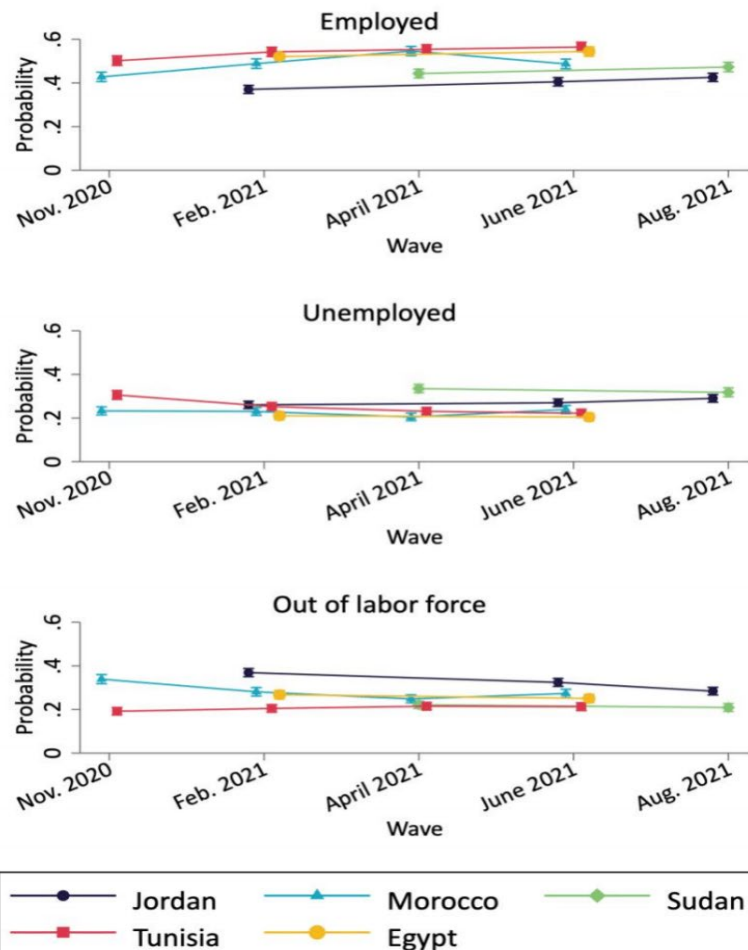 Employed
Probability
.6
.4
.2
0
Nov. 2020
Feb. 2021
April 2021
June 2021
Aug. 2021
Wave
Unemployed
Probability
.6
.4
.2
0
Nov. 2020
Feb. 2021
April 2021
June 2021
Aug. 2021
Wave
Out of labor force
Probability
.6
.4
.2
0
Nov. 2020
Feb. 2021
April 2021
June 2021
Aug. 2021
Wave
Jordan Morocco Sudan
Tunisia Egypt